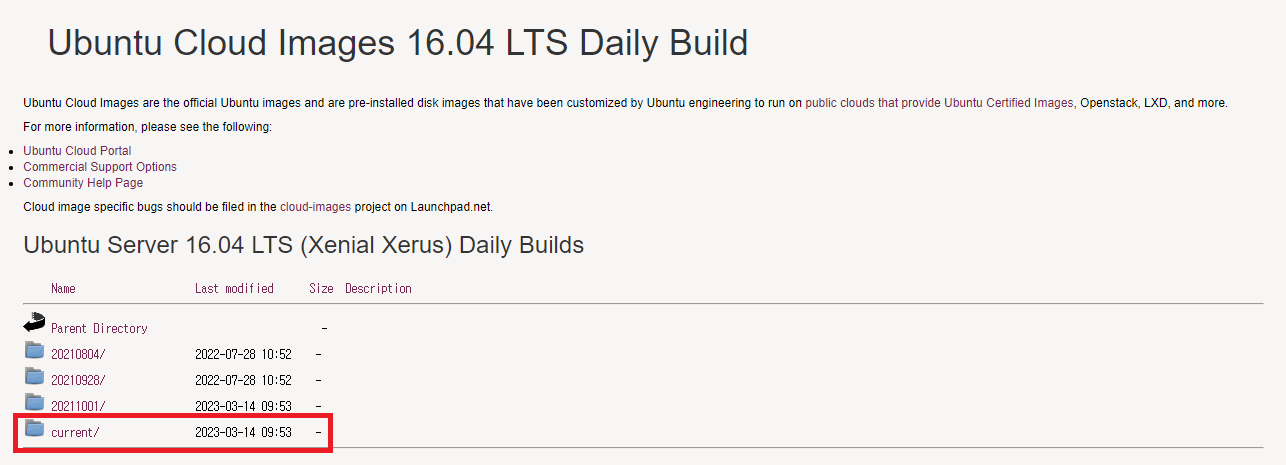 Ubuntu Cloud Images 16.04 LTS Daily Build
Ubuntu Cloud Images are the official Ubuntu images and are pre-installed disk images that have been customized by Ubuntu engineering to run on public clouds that provide Ubuntu Certified Images, Openstack, LXD, and more.
For more information, please see the following:
Ubuntu Cloud Portal
Commercial Support Options
Community Help Page
Cloud image specific bugs should be filed in the cloud-images project on Launchpad.net.
Ubuntu Server 16.04 LTS (Xenial Xerus) Daily Builds
Name Last modified Size Description
Parent Directory -
20210804/ 2022-07-28 10:52 -
20210928/ 2022-07-28 10:52 -
20211001/ 2023-03-14 09:53 -
current/ 2023-03-14 09:53 -